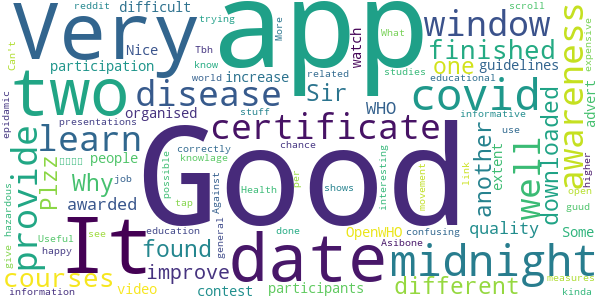 reddit difficult trying
Very app window
Nice Tbh scroll What
Can't More watch
know finished expensive
participation increase one guidelines
world related studies educational
two disease Sir covid awareness
epidamic organised stuff WHO informative advert
presentations certificate
learn correctly chance use
knowlage another downloaded
provide Plzz people possible Good extent well higher
Why job tap Health per shows interesting movement link open
hazardous awarded Against quality Some guud
education done OpenWHO confusing
Useful see found general Asibone
It date midnight
give happy improve participants different measures
courses video contest kinda
information